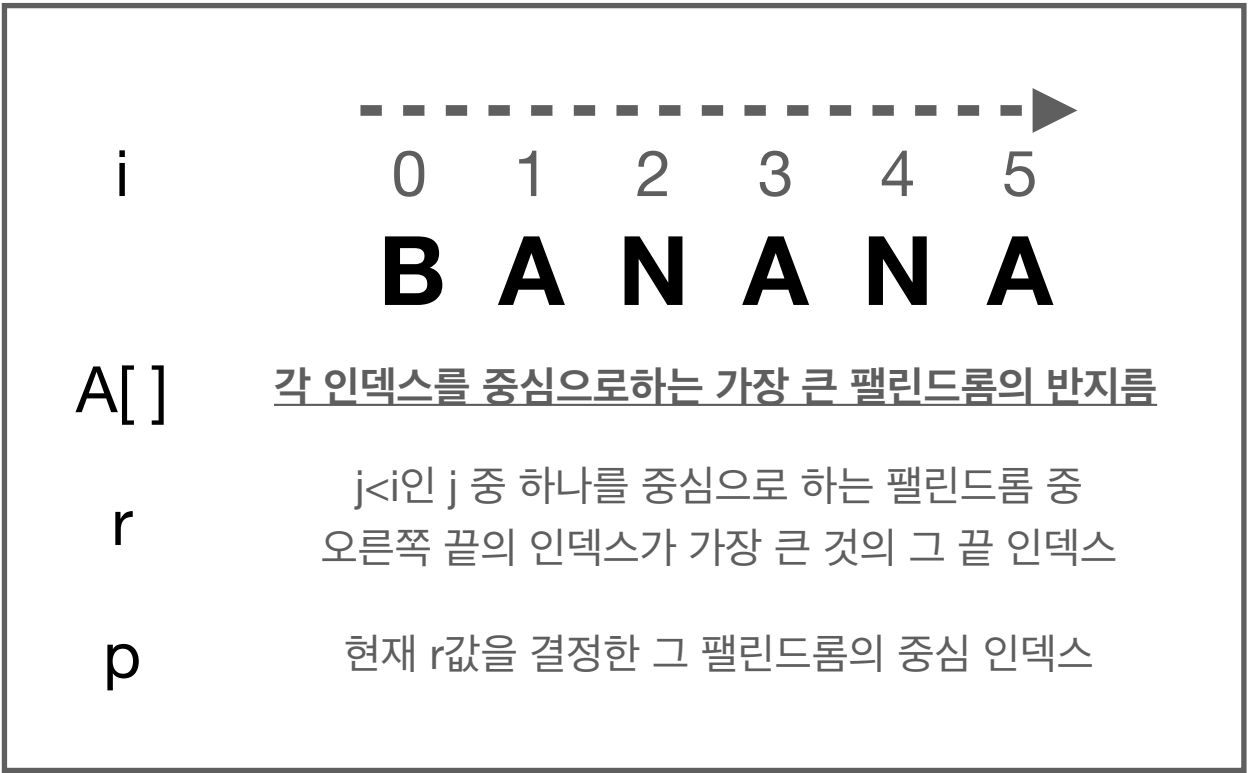 i 0 1 2 3 4 5
B A N A N A
A[ ] 각 인덱스를 중심으로하는 가장 큰 팰린드롬의 반지름
j<i인 j 중 하나를 중심으로 하는 팰린드롬 중
r
오른쪽 끝의 인덱스가 가장 큰 것의 그 끝 인덱스
p 현재 r값을 결정한 그 팰린드롬의 중심 인덱스